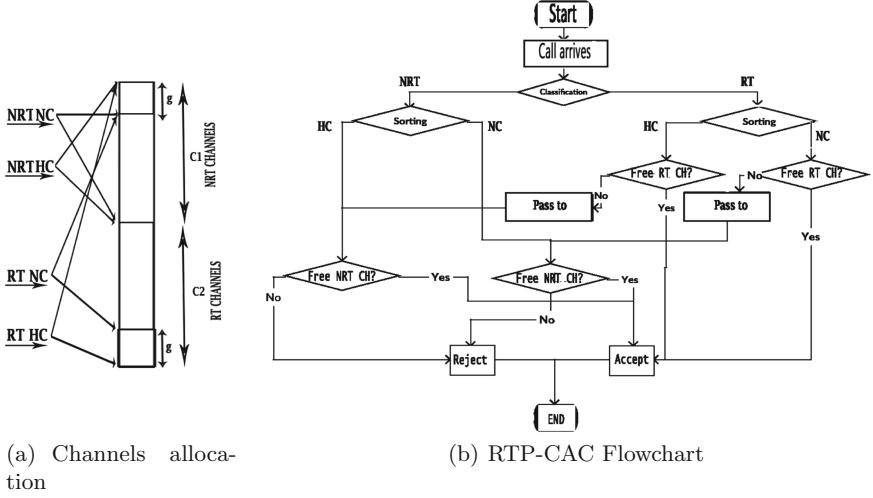 NRT NC
NRT HC
RT NC
RT HC
g
g
C1
NRT CHANNELS
C2
RT CHANNELS
Start
Call arrives
Classification
NRT
RT
HC
Sorting
NC
HC
Sorting
NC
Free RT CH?
No
Free RT CH?
No
Pass to
Yes
Pass to
Yes
Free NRT CH?
Yes
Free NRT CH?
Yes
No
No
Reject
Accept
END
(a) Channels alloca-
tion
(b) RTP-CAC Flowchart